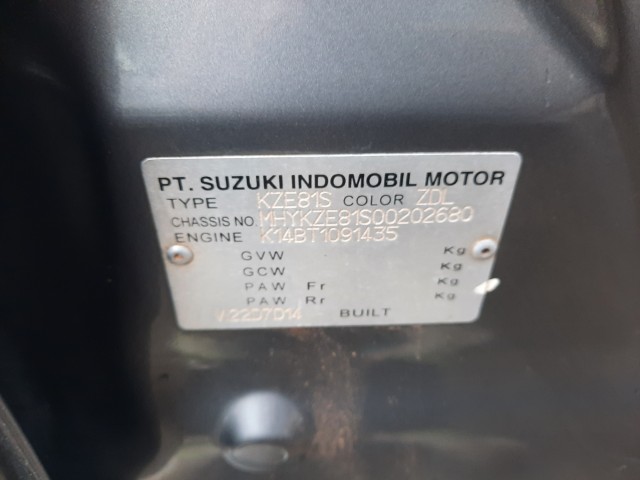 PT. SUZUKI INDOMOBIL MOTOR
TYPE KZE81S COLOR ZDL
CHASSIS NO. MHYKZE81S00202680
ENGINE K14BT1091435
GVW Kg
GCW Kg
PAW Fr Kg
PAW Rr Kg
BUILT